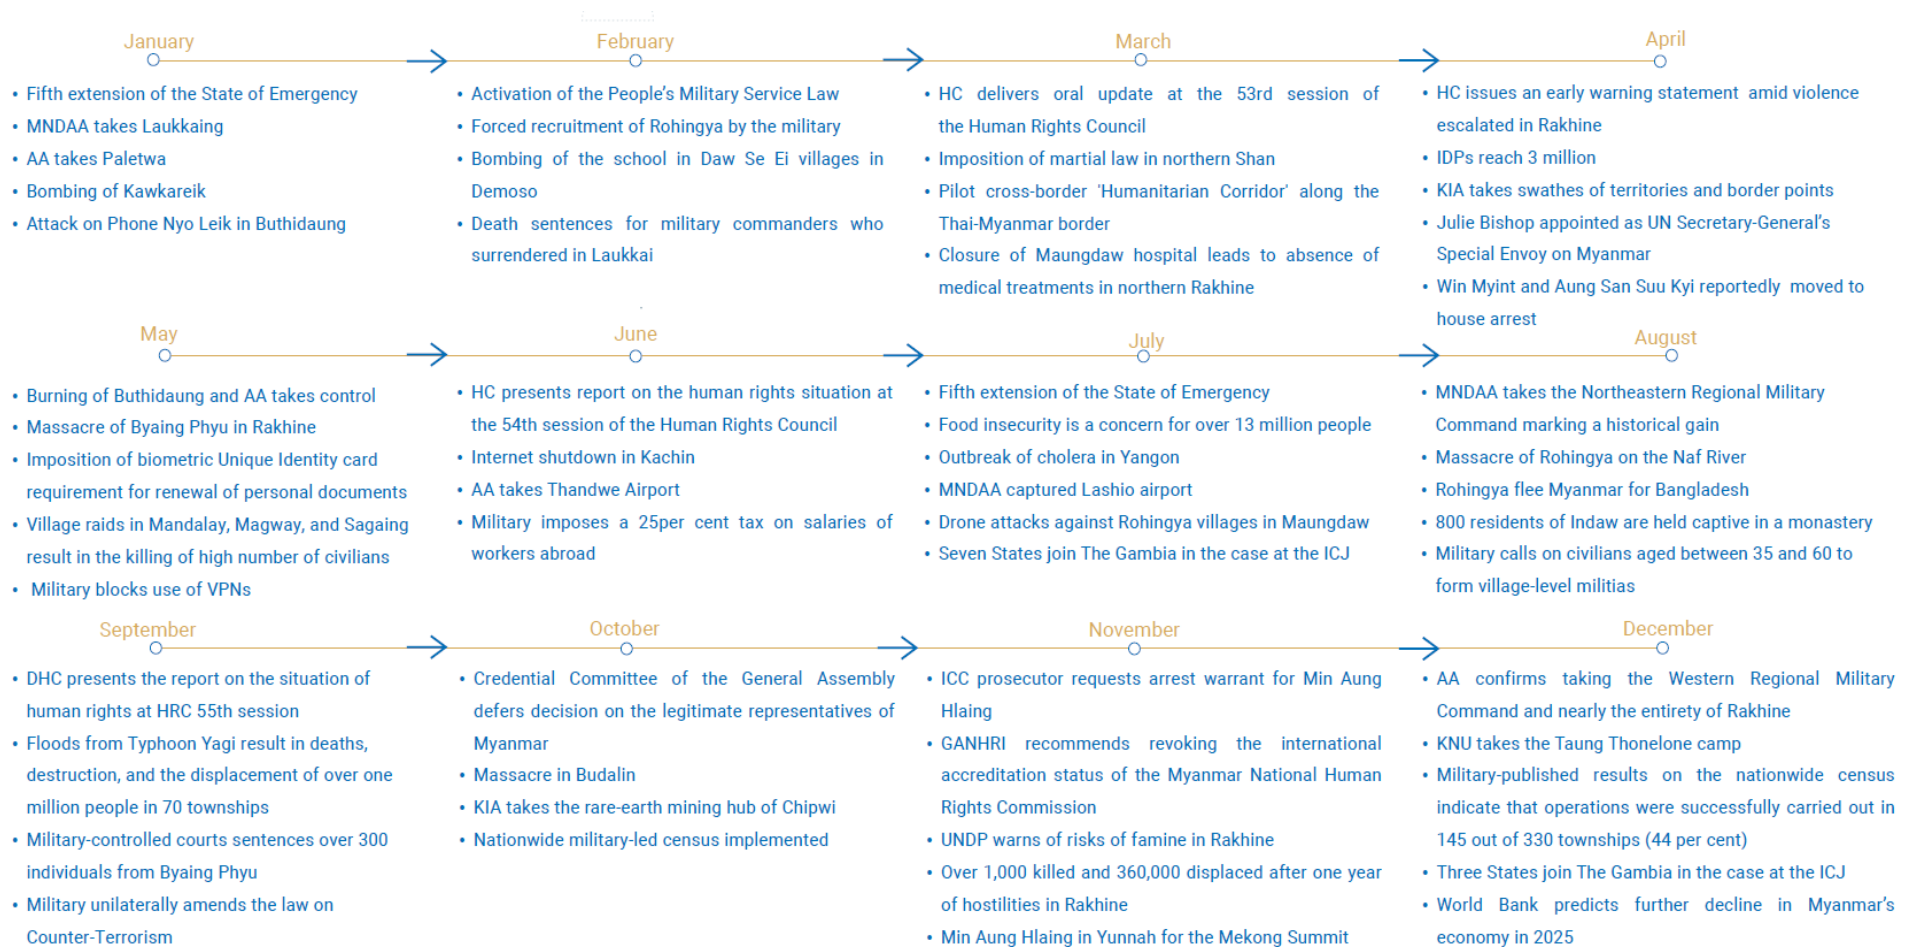 January
• Fifth extension of the State of Emergency
• MNDAA takes Laukkaing
• AA takes Paletwa
• Bombing of Kawkareik
• Attack on Phone Nyo Leik in Buthidaung
February
• Activation of the People's Military Service Law
• Forced recruitment of Rohingya by the military
• Bombing of the school in Daw Se Ei villages in
Demoso
• Death sentences for military commanders who
surrendered in Laukkai
March
• HC delivers oral update at the 53rd session of
the Human Rights Council
• Imposition of martial law in northern Shan
• Pilot cross-border 'Humanitarian Corridor' along the
Thai-Myanmar border
• Closure of Maungdaw hospital leads to absence of
medical treatments in northern Rakhine
April
• HC issues an early warning statement amid violence
escalated in Rakhine
• IDPs reach 3 million
• KIA takes swathes of territories and border points
• Julie Bishop appointed as UN Secretary-General's
Special Envoy on Myanmar
• Win Myint and Aung San Suu Kyi reportedly moved to
house arrest
May
• Burning of Buthidaung and AA takes control
• Massacre of Byaing Phyu in Rakhine
• Imposition of biometric Unique Identity card
requirement for renewal of personal documents
• Village raids in Mandalay, Magway, and Sagaing
result in the killing of high number of civilians
• Military blocks use of VPNs
June
• HC presents report on the human rights situation at
the 54th session of the Human Rights Council
• Internet shutdown in Kachin
• AA takes Thandwe Airport
• Military imposes a 25per cent tax on salaries of
workers abroad
July
• Fifth extension of the State of Emergency
• Food insecurity is a concern for over 13 million people
• Outbreak of cholera in Yangon
• MNDAA captured Lashio airport
• Drone attacks against Rohingya villages in Maungdaw
• Seven States join The Gambia in the case at the ICJ
August
• MNDAA takes the Northeastern Regional Military
Command marking a historical gain
• Massacre of Rohingya on the Naf River
• Rohingya flee Myanmar for Bangladesh
• 800 residents of Indaw are held captive in a monastery
• Military calls on civilians aged between 35 and 60 to
form village-level militias
September
• DHC presents the report on the situation of
human rights at HRC 55th session
• Floods from Typhoon Yagi result in deaths,
destruction, and the displacement of over one
million people in 70 townships
• Military-controlled courts sentences over 300
individuals from Byaing Phyu
• Military unilaterally amends the law on
Counter-Terrorism
October
• Credential Committee of the General Assembly
defers decision on the legitimate representatives of
Myanmar
• Massacre in Budalin
• KIA takes the rare-earth mining hub of Chipwi
• Nationwide military-led census implemented
November
• ICC prosecutor requests arrest warrant for Min Aung
Hlaing
• GANHRI recommends revoking the international
accreditation status of the Myanmar National Human
Rights Commission
• UNDP warns of risks of famine in Rakhine
• Over 1,000 killed and 360,000 displaced after one year
of hostilities in Rakhine
• Min Aung Hlaing in Yunnah for the Mekong Summit
December
• AA confirms taking the Western Regional Military
Command and nearly the entirety of Rakhine
• KNU takes the Taung Thonelone camp
• Military-published results on the nationwide census
indicate that operations were successfully carried out in
145 out of 330 townships (44 per cent)
• Three States join The Gambia in the case at the ICJ
• World Bank predicts further decline in Myanmar's
economy in 2025